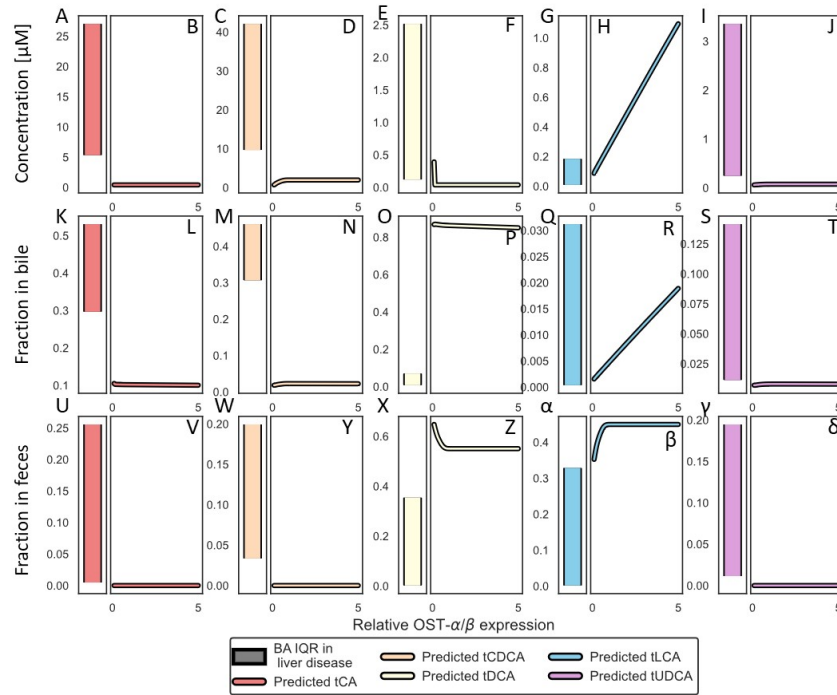 A B C D E F G H I J
Concentration [µM]
25 20 15 10 5 0
40 30 20 10 0
2.5 2.0 1.5 1.0 0.5 0.0
1.0 0.8 0.6 0.4 0.2 0.0
3 2 1 0
0 5 0 5 0 5 0 5 0 5
K L M N O P Q R S T
Fraction in bile
0.5 0.4 0.3 0.2 0.1
0.4 0.3 0.2 0.1 0.0
0.8 0.6 0.4 0.2 0.0
0.030 0.025 0.020 0.015 0.010 0.005 0.000
0.125 0.100 0.075 0.050 0.025
0 5 0 5 0 5 0 5 0 5
U V W Y X Z α β γ δ
Fraction in feces
0.25 0.20 0.15 0.10 0.05 0.00
0.20 0.15 0.10 0.05 0.00
0.6 0.4 0.2 0.0
0.4 0.3 0.2 0.1 0.0
0.20 0.15 0.10 0.05 0.00
0 5 0 5 0 5 0 5 0 5
Relative OST-α/β expression
BA IQR in
liver disease
Predicted tCA
Predicted tCDCA
Predicted tDCA
Predicted tLCA
Predicted tUDCA